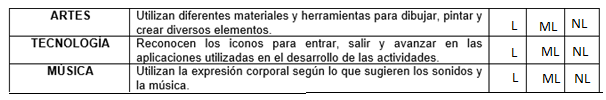 ARTES Utilizan diferentes materiales y herramientas para dibujar, pintar y L ML NL
crear diversos elementos.
TECNOLOGÍA Reconocen los íconos para entrar, salir y avanzar en las L ML NL
aplicaciones utilizadas en el desarrollo de las actividades.
MÚSICA Utilizan la expresión corporal según lo que sugieren los sonidos y L ML NL
la música.